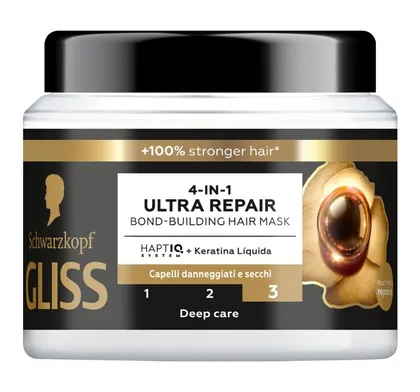 +100% stronger hair*
4-IN-1
ULTRA REPAIR
BOND-BUILDING HAIR MASK
Schwarzkopf
GLISS
HAPTIQ
SYSTEM
+ Keratina Líquida
Capelli danneggiati e secchi
1 2 3
Deep care